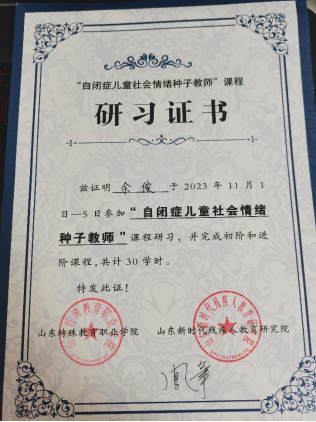 “自闭症儿童社会情绪种子教师”课程
研习证书
兹证明 余俊 于 2023 年 11 月 1
日—5 日参加“自闭症儿童社会情绪
种子教师”课程研习，并完成初阶和进
阶课程，共计 30 学时。
特发此证！
山东特殊教育职业学院 山东新时代残疾人教育研究院